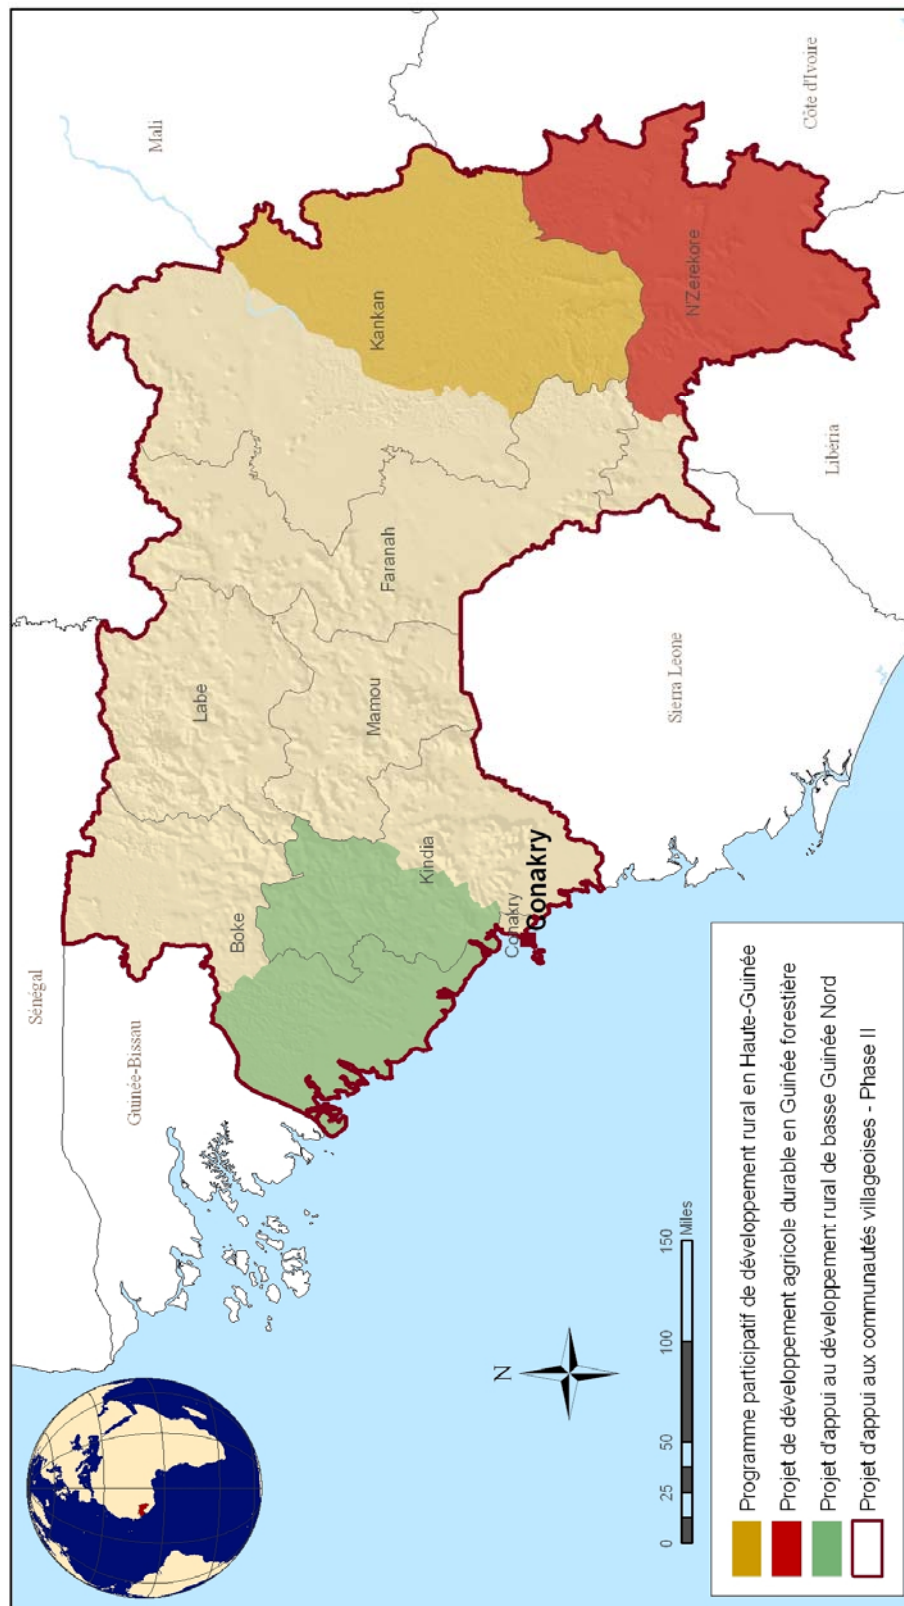 Mali
Côte d'Ivoire
Kankan
N'Zerekore
Libéria
Faranah
Labe
Mamou
Sierra Leone
Kindia
Boke
Conakry
Conakry
Sénégal
Guinée-Bissau
N
0 25 50 100 150
Miles
Programme participatif de développement rural en Haute-Guinée
Projet de développement agricole durable en Guinée forestière
Projet d'appui au développement rural de basse Guinée Nord
Projet d'appui aux communautés villageoises - Phase II